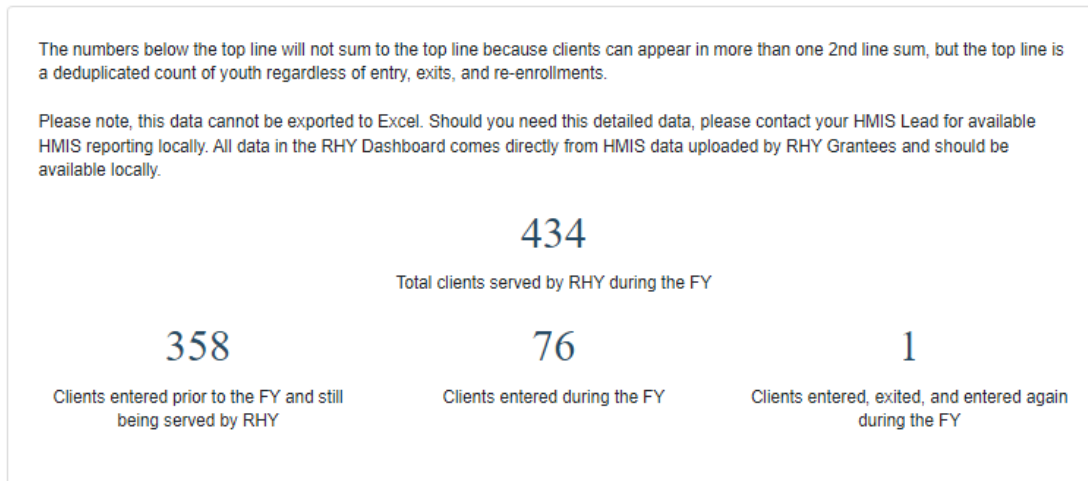 The numbers below the top line will not sum to the top line because clients can appear in more than one 2nd line sum, but the top line is
a deduplicated count of youth regardless of entry, exits, and re-enrollments.
Please note, this data cannot be exported to Excel. Should you need this detailed data, please contact your HMIS Lead for available
HMIS reporting locally. All data in the RHY Dashboard comes directly from HMIS data uploaded by RHY Grantees and should be
available locally.
434
Total clients served by RHY during the FY
358
Clients entered prior to the FY and still
being served by RHY
76
Clients entered during the FY
1
Clients entered, exited, and entered again
during the FY